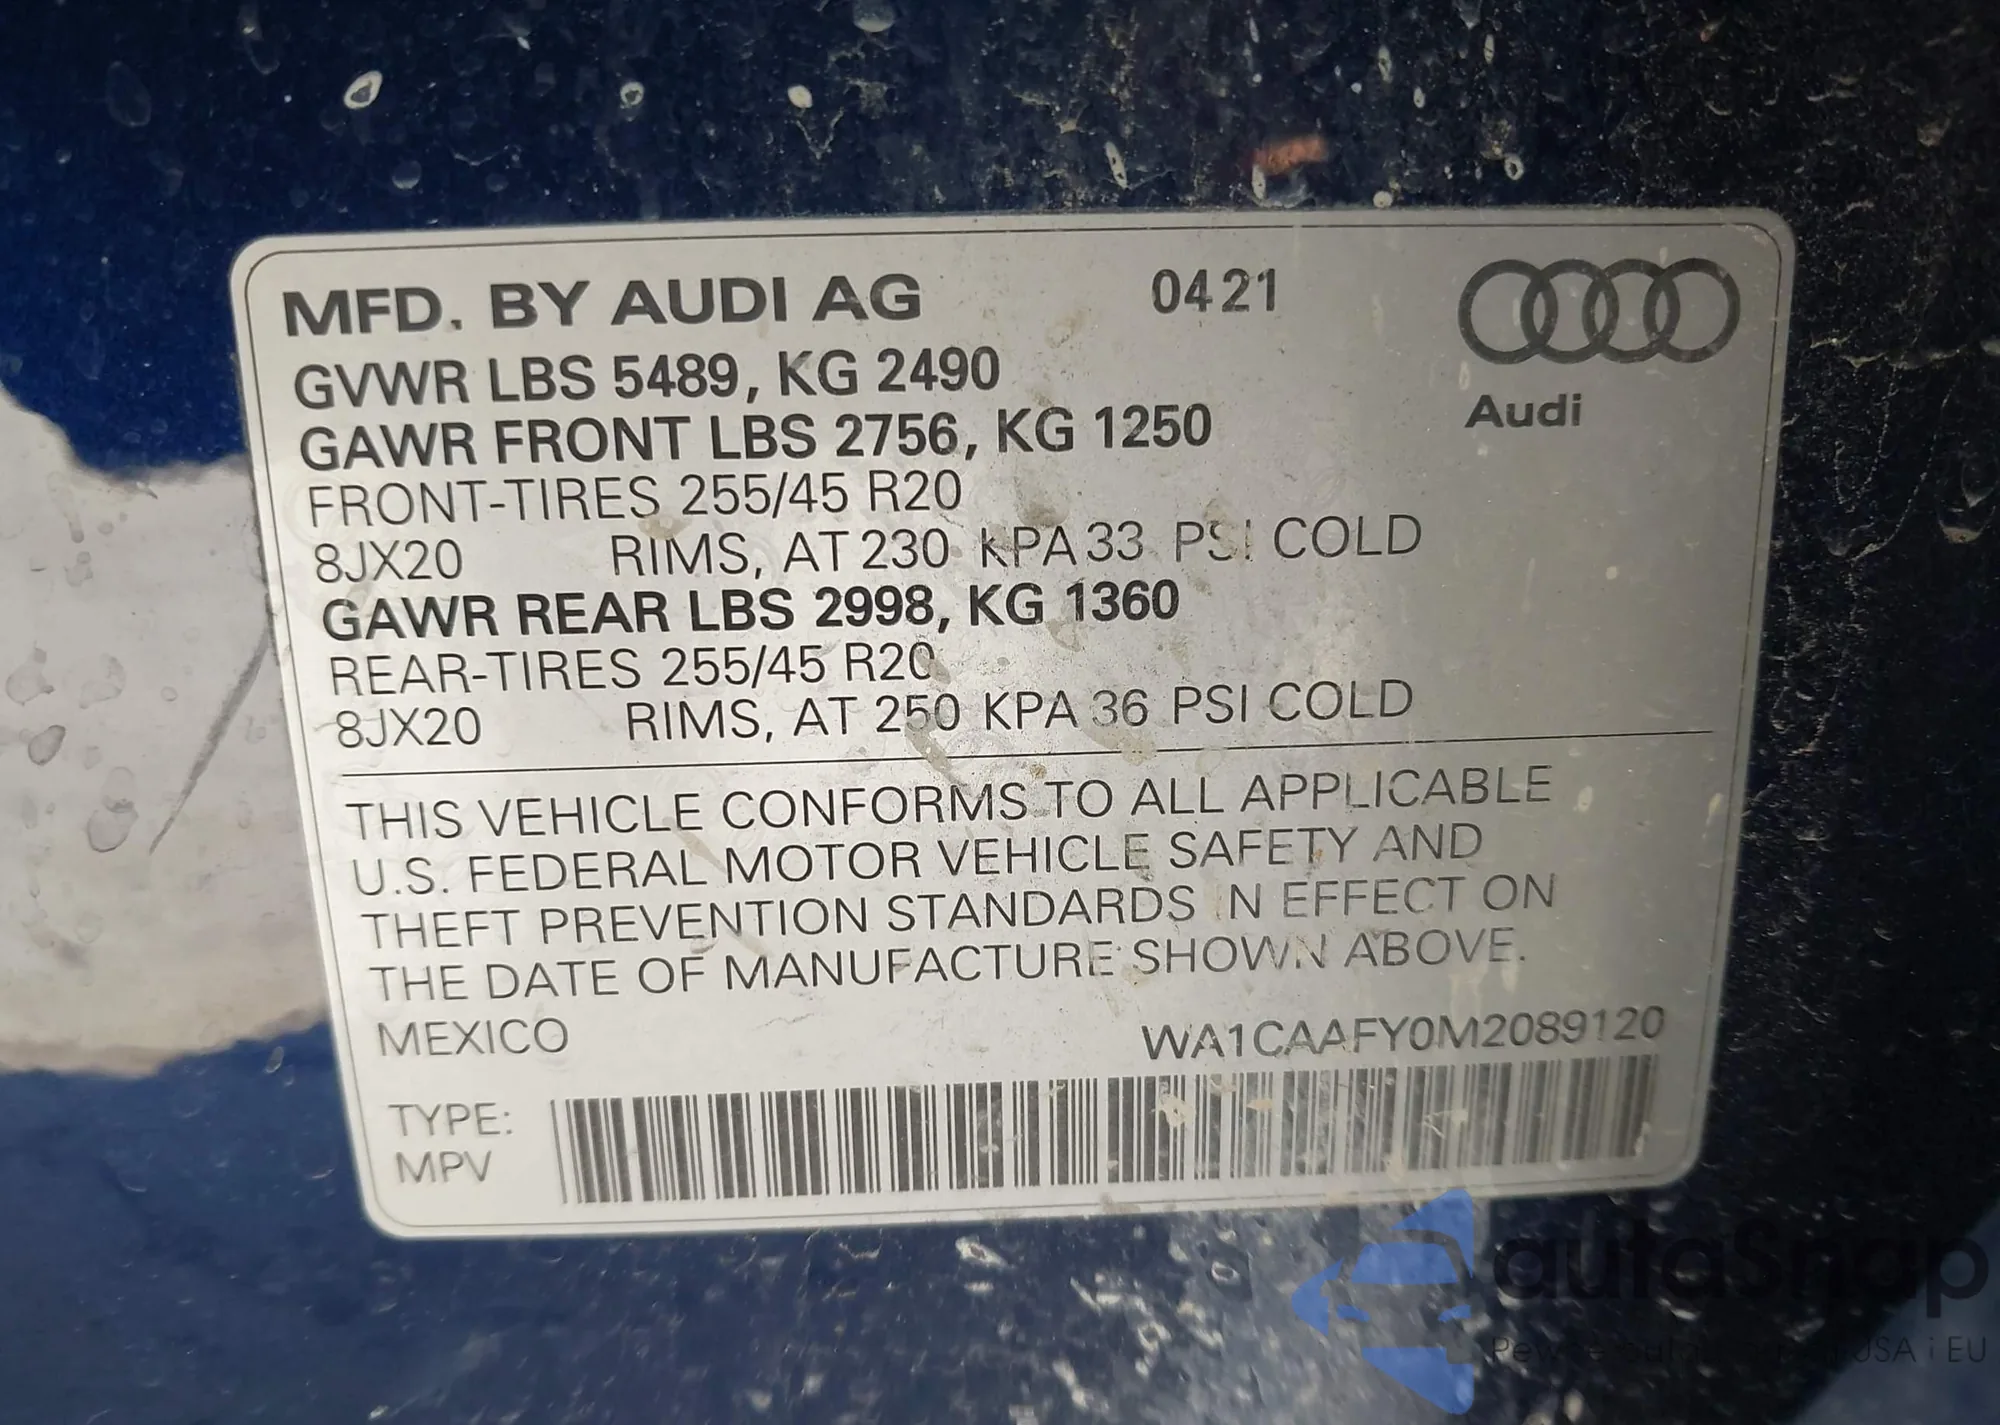 MFD. BY AUDI AG 0421
Audi
GVWR LBS 5489, KG 2490
GAWR FRONT LBS 2756, KG 1250
FRONT-TIRES 255/45 R20
8JX20 RIMS, AT 230 KPA 33 PSI COLD
GAWR REAR LBS 2998, KG 1360
REAR-TIRES 255/45 R20
8JX20 RIMS, AT 250 KPA 36 PSI COLD
THIS VEHICLE CONFORMS TO ALL APPLICABLE
U.S. FEDERAL MOTOR VEHICLE SAFETY AND
THEFT PREVENTION STANDARDS IN EFFECT ON
THE DATE OF MANUFACTURE SHOWN ABOVE.
MEXICO WA1CAAFY0M2089120
TYPE:
MPV
autaSnap
USA i EU